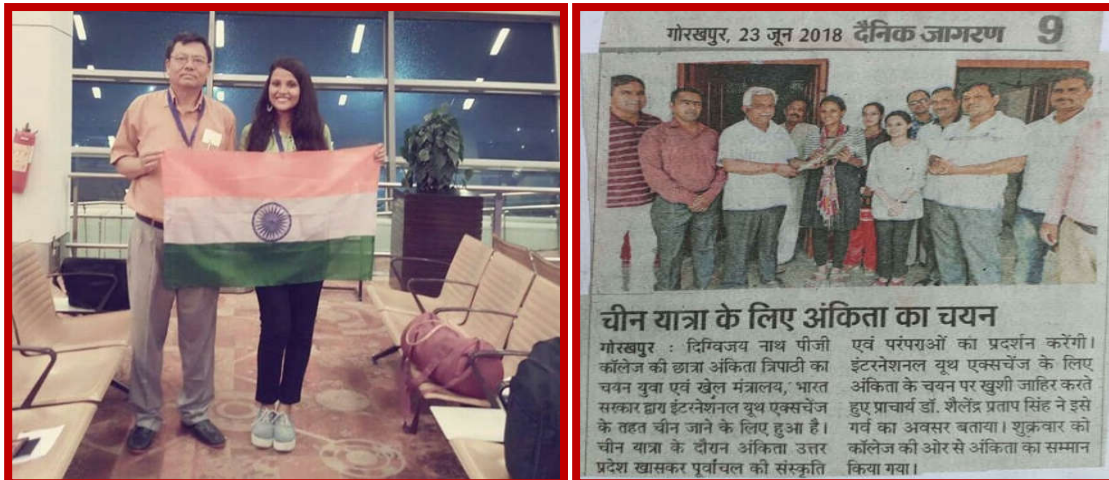 गोरखपुर, 23 जून 2018 दैनिक जागरण 9
चीन यात्रा के लिए अंकिता का चयन
गोरखपुर : दिग्विजय नाथ पीजी
कॉलेज की छात्रा अंकिता त्रिपाठी का
चयन युवा एवं खेल मंत्रालय, भारत
सरकार द्वारा इंटरनेशनल यूथ एक्सचेंज
के तहत चीन जाने के लिए हुआ है।
चीन यात्रा के दौरान अंकिता उत्तर
प्रदेश खासकर पूर्वांचल की संस्कृति
एवं परंपराओं का प्रदर्शन करेंगी।
इंटरनेशनल यूथ एक्सचेंज के लिए
अंकिता के चयन पर खुशी जाहिर करते
हुए प्राचार्य डॉ. शैलेंद्र प्रताप सिंह ने इसे
गर्व का अवसर बताया। शुक्रवार को
कॉलेज की ओर से अंकिता का सम्मान
किया गया।